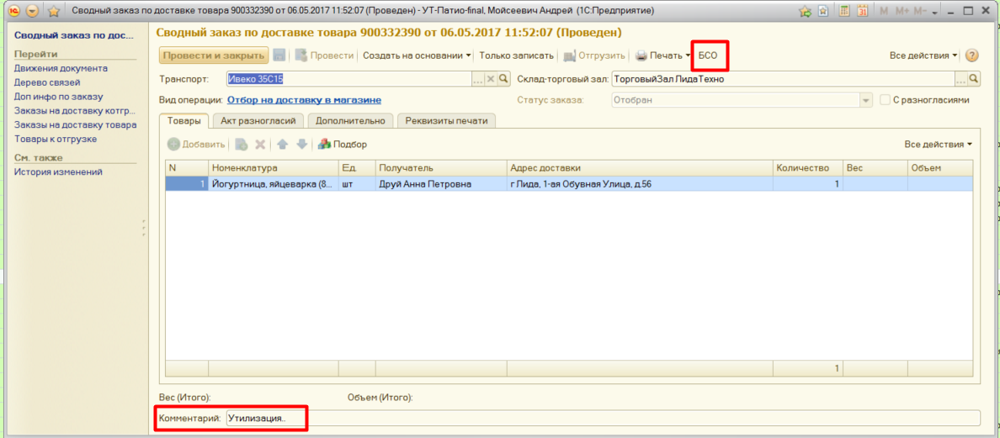 Сводный заказ по доставке товара 900332390 от 06.05.2017 11:52:07 (Проведен) - УТ-Патио-final, Мойсеевич Андрей (1С:Предприятие)
M M+ M-
Сводный заказ по дос...
Перейти
Движения документа
Дерево связей
Доп инфо по заказу
Заказы на доставку котгр...
Заказы на доставку товара
Товары к отгрузке
См. также
История изменений
Сводный заказ по доставке товара 900332390 от 06.05.2017 11:52:07 (Проведен)
Провести и закрыть Провести Создать на основании Только записать Отгрузить Печать БСО Все действия
Транспорт: Ивеко 35С15 ... Склад-торговый зал: ТорговыйЗал ЛидаТехно ...
Вид операции: Отбор на доставку в магазине Статус заказа: Отобран С разногласиями
Товары Акт разногласий Дополнительно Реквизиты печати
Добавить Подбор Все действия
N Номенклатура Ед. Получатель Адрес доставки Количество Вес Объем
1 Йогуртница, яйцеварка (8... шт Друй Анна Петровна г Лида, 1-ая Обувная Улица, д.56 1
1
Вес (Итого): Объем (Итого):
Комментарий: Утилизация..